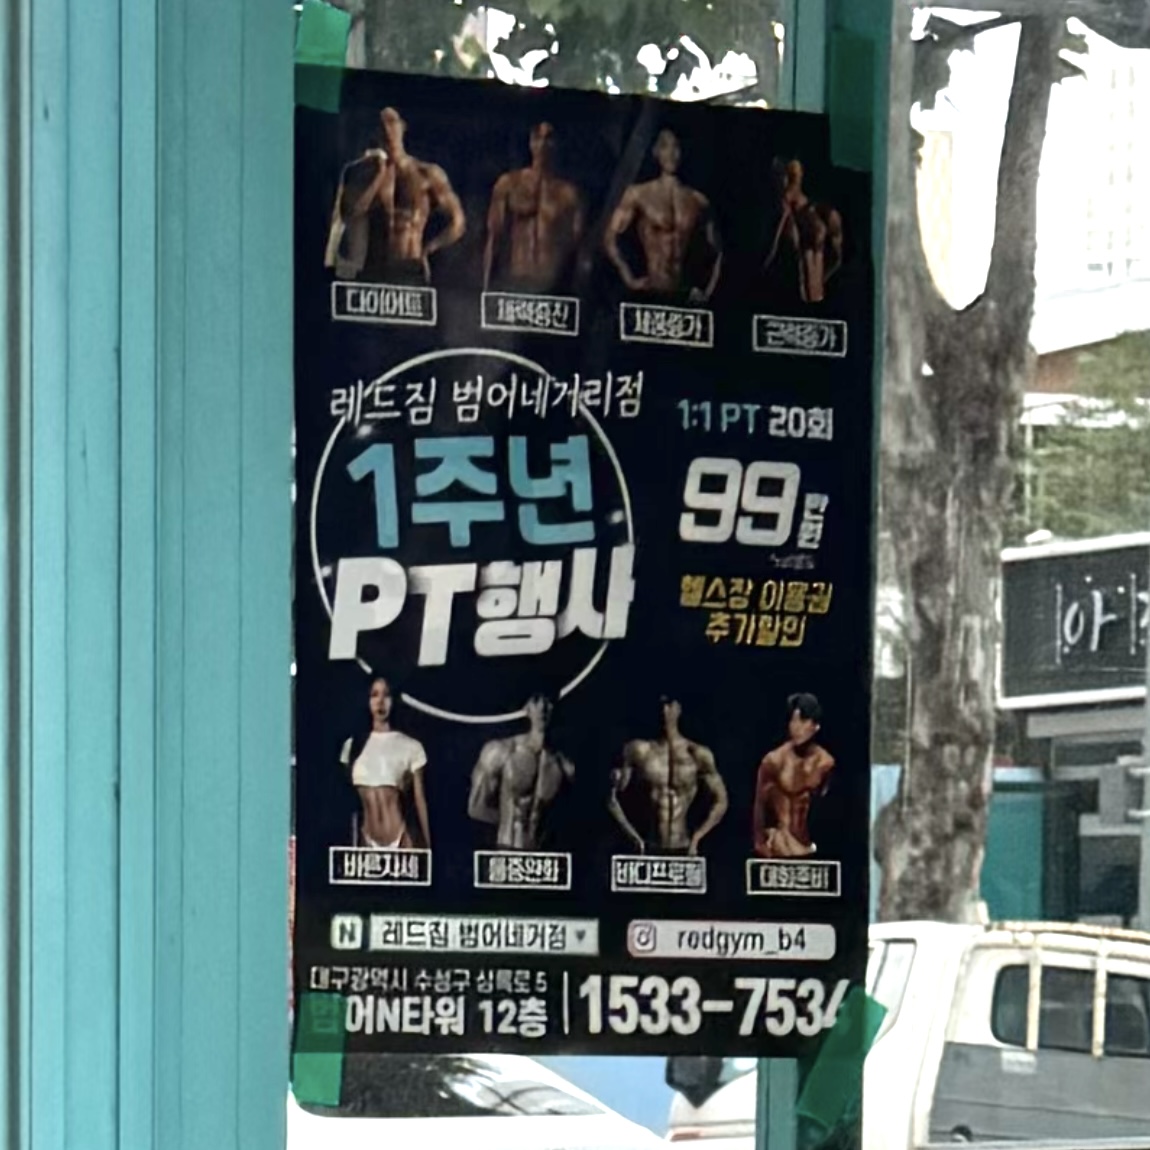 다이어트
체력증진
체중증가
근력증가
레드짐 범어네거리점
1주년
PT행사
1:1 PT 20회
99만원
헬스장 이용권
추가할인
바른자세
통증완화
바디프로필
대회준비
N 레드짐 범어네거점
redgym_b4
대구광역시 수성구 상록로 5
범어N타워 12층
1533-7534